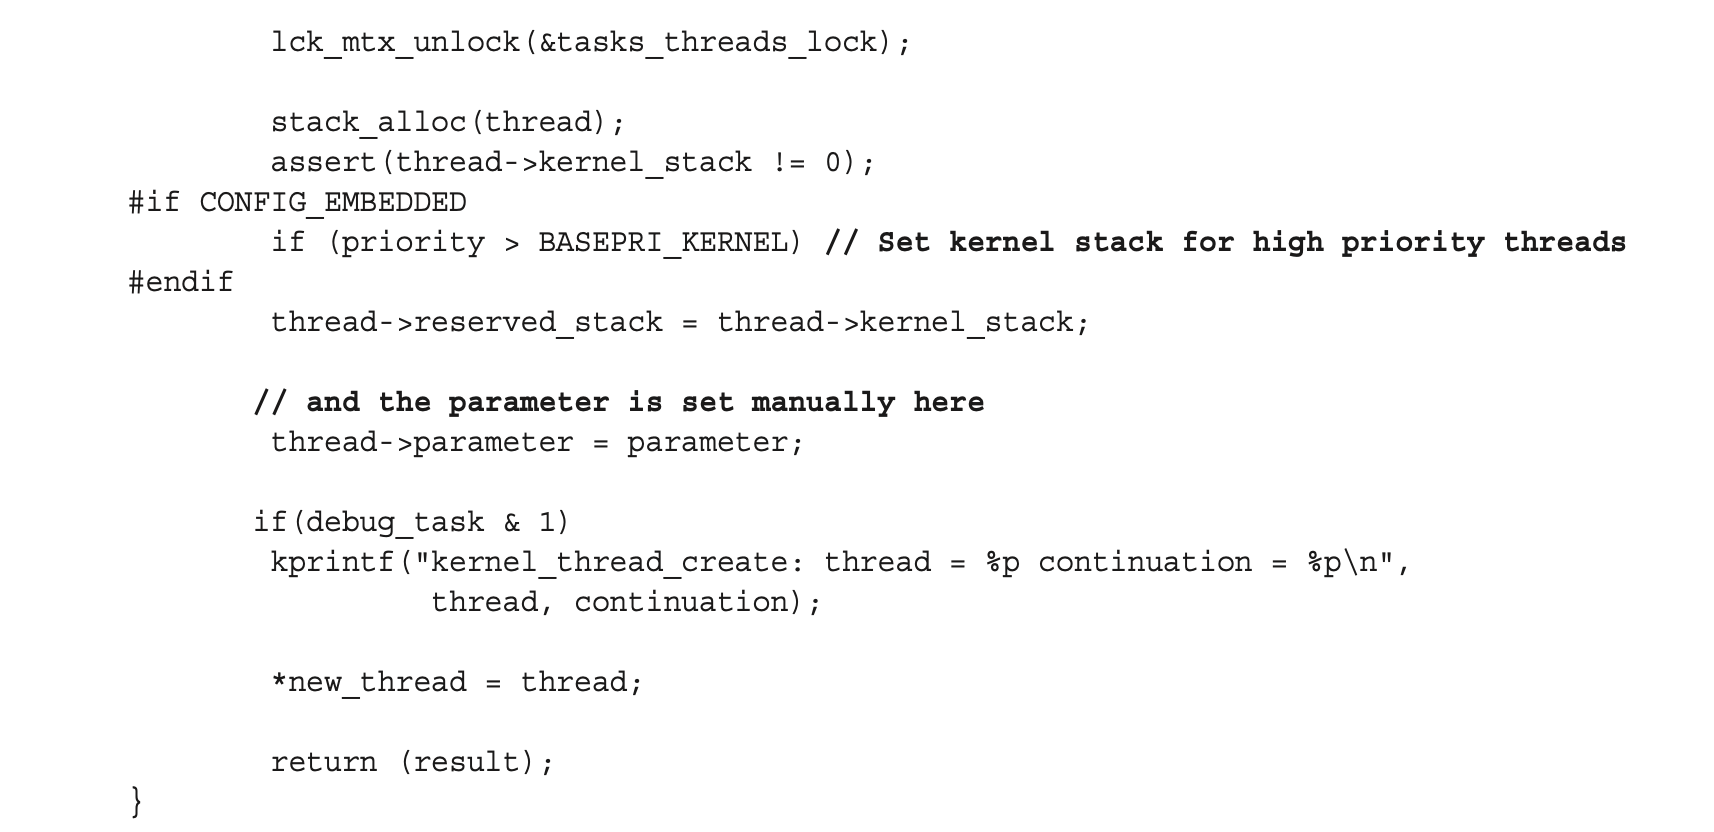 lck_mtx_unlock(&tasks_threads_lock);
stack_alloc(thread);
assert(thread->kernel_stack != 0);
#if CONFIG_EMBEDDED
if (priority > BASEPRI_KERNEL) // Set kernel stack for high priority threads
#endif
thread->reserved_stack = thread->kernel_stack;
// and the parameter is set manually here
thread->parameter = parameter;
if(debug_task & 1)
kprintf("kernel_thread_create: thread = %p continuation = %p\n",
thread, continuation);
*new_thread = thread;
return (result);
}